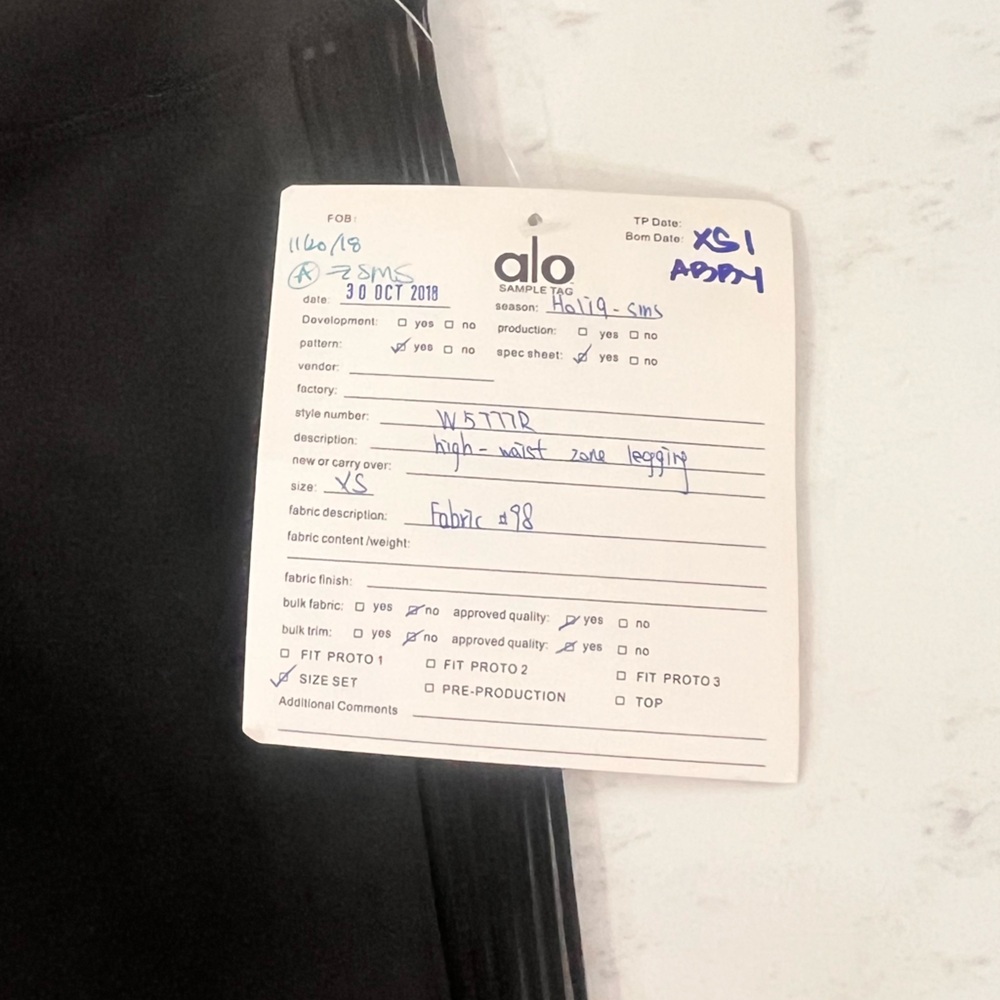 FOB:
TP Date:
Bom Date: XS1
ABBY
/18
A → SMS
alo
SAMPLE TAG
date: 30 OCT 2018
season: Hol19 - sms
Development: yes no
production: yes no
pattern: yes no
spec sheet: yes no
vendor:
factory:
style number: W5777R
description: high-waist zone legging
new or carry over:
size: XS
fabric description: Fabric #98
fabric content/weight:
fabric finish:
bulk fabric: yes no approved quality: yes no
bulk trim: yes no approved quality: yes no
FIT PROTO 1 FIT PROTO 2 FIT PROTO 3
SIZE SET PRE-PRODUCTION TOP
Additional Comments